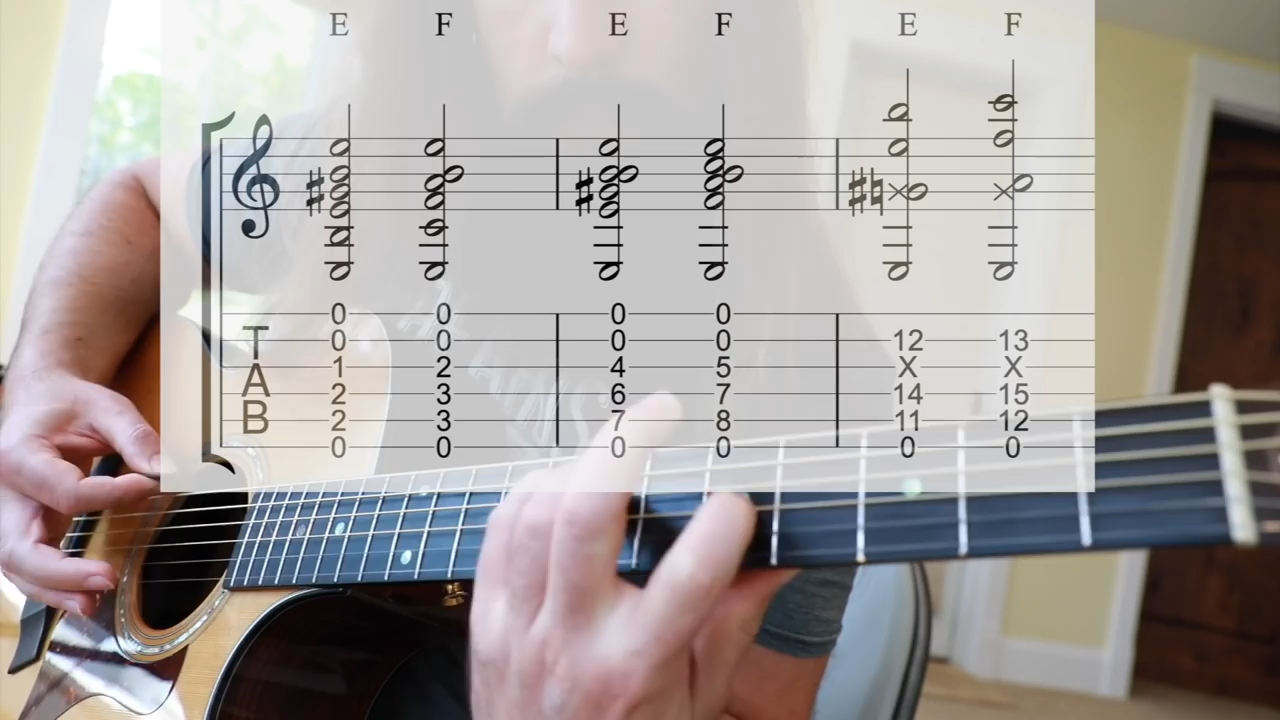 E F E F E F
0 0 0 0
T 0 0 0 0 12 13
1 2 4 5 X X
A 2 3 6 7 14 15
B 2 3 7 8 11 12
0 0 0 0 0 0